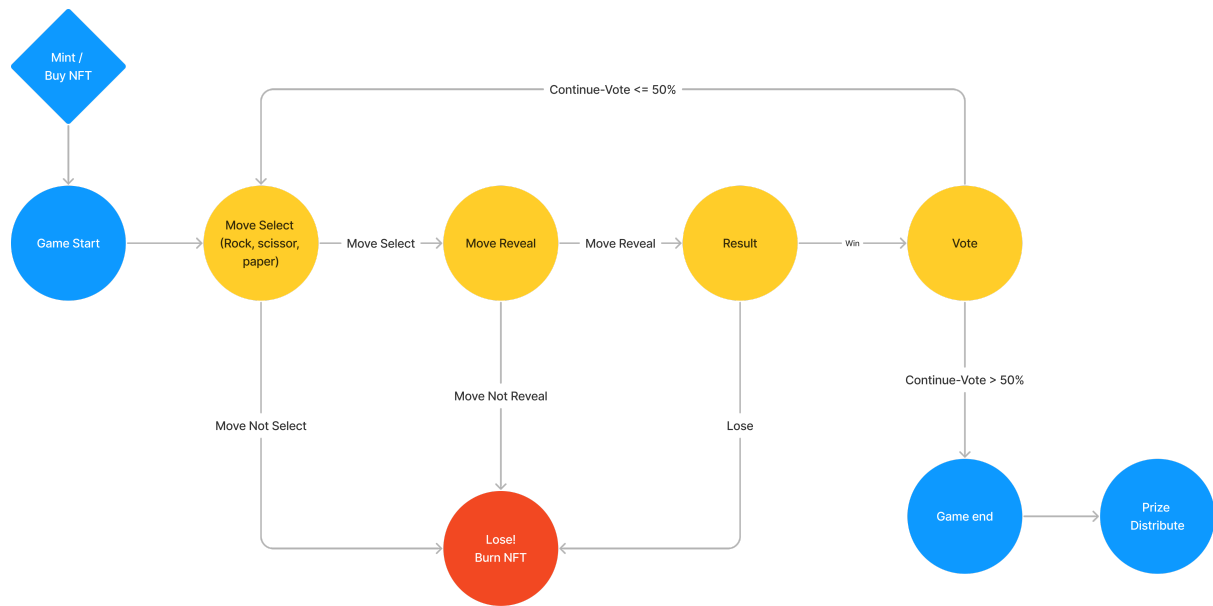 Mint /
Buy NFT
Continue-Vote <= 50%
Game Start
Move Select
(Rock, scissor,
paper)
Move Select
Move Reveal
Move Reveal
Result
Win
Vote
Continue-Vote > 50%
Move Not Reveal
Move Not Select
Lose
Lose!
Burn NFT
Game end
Prize
Distribute